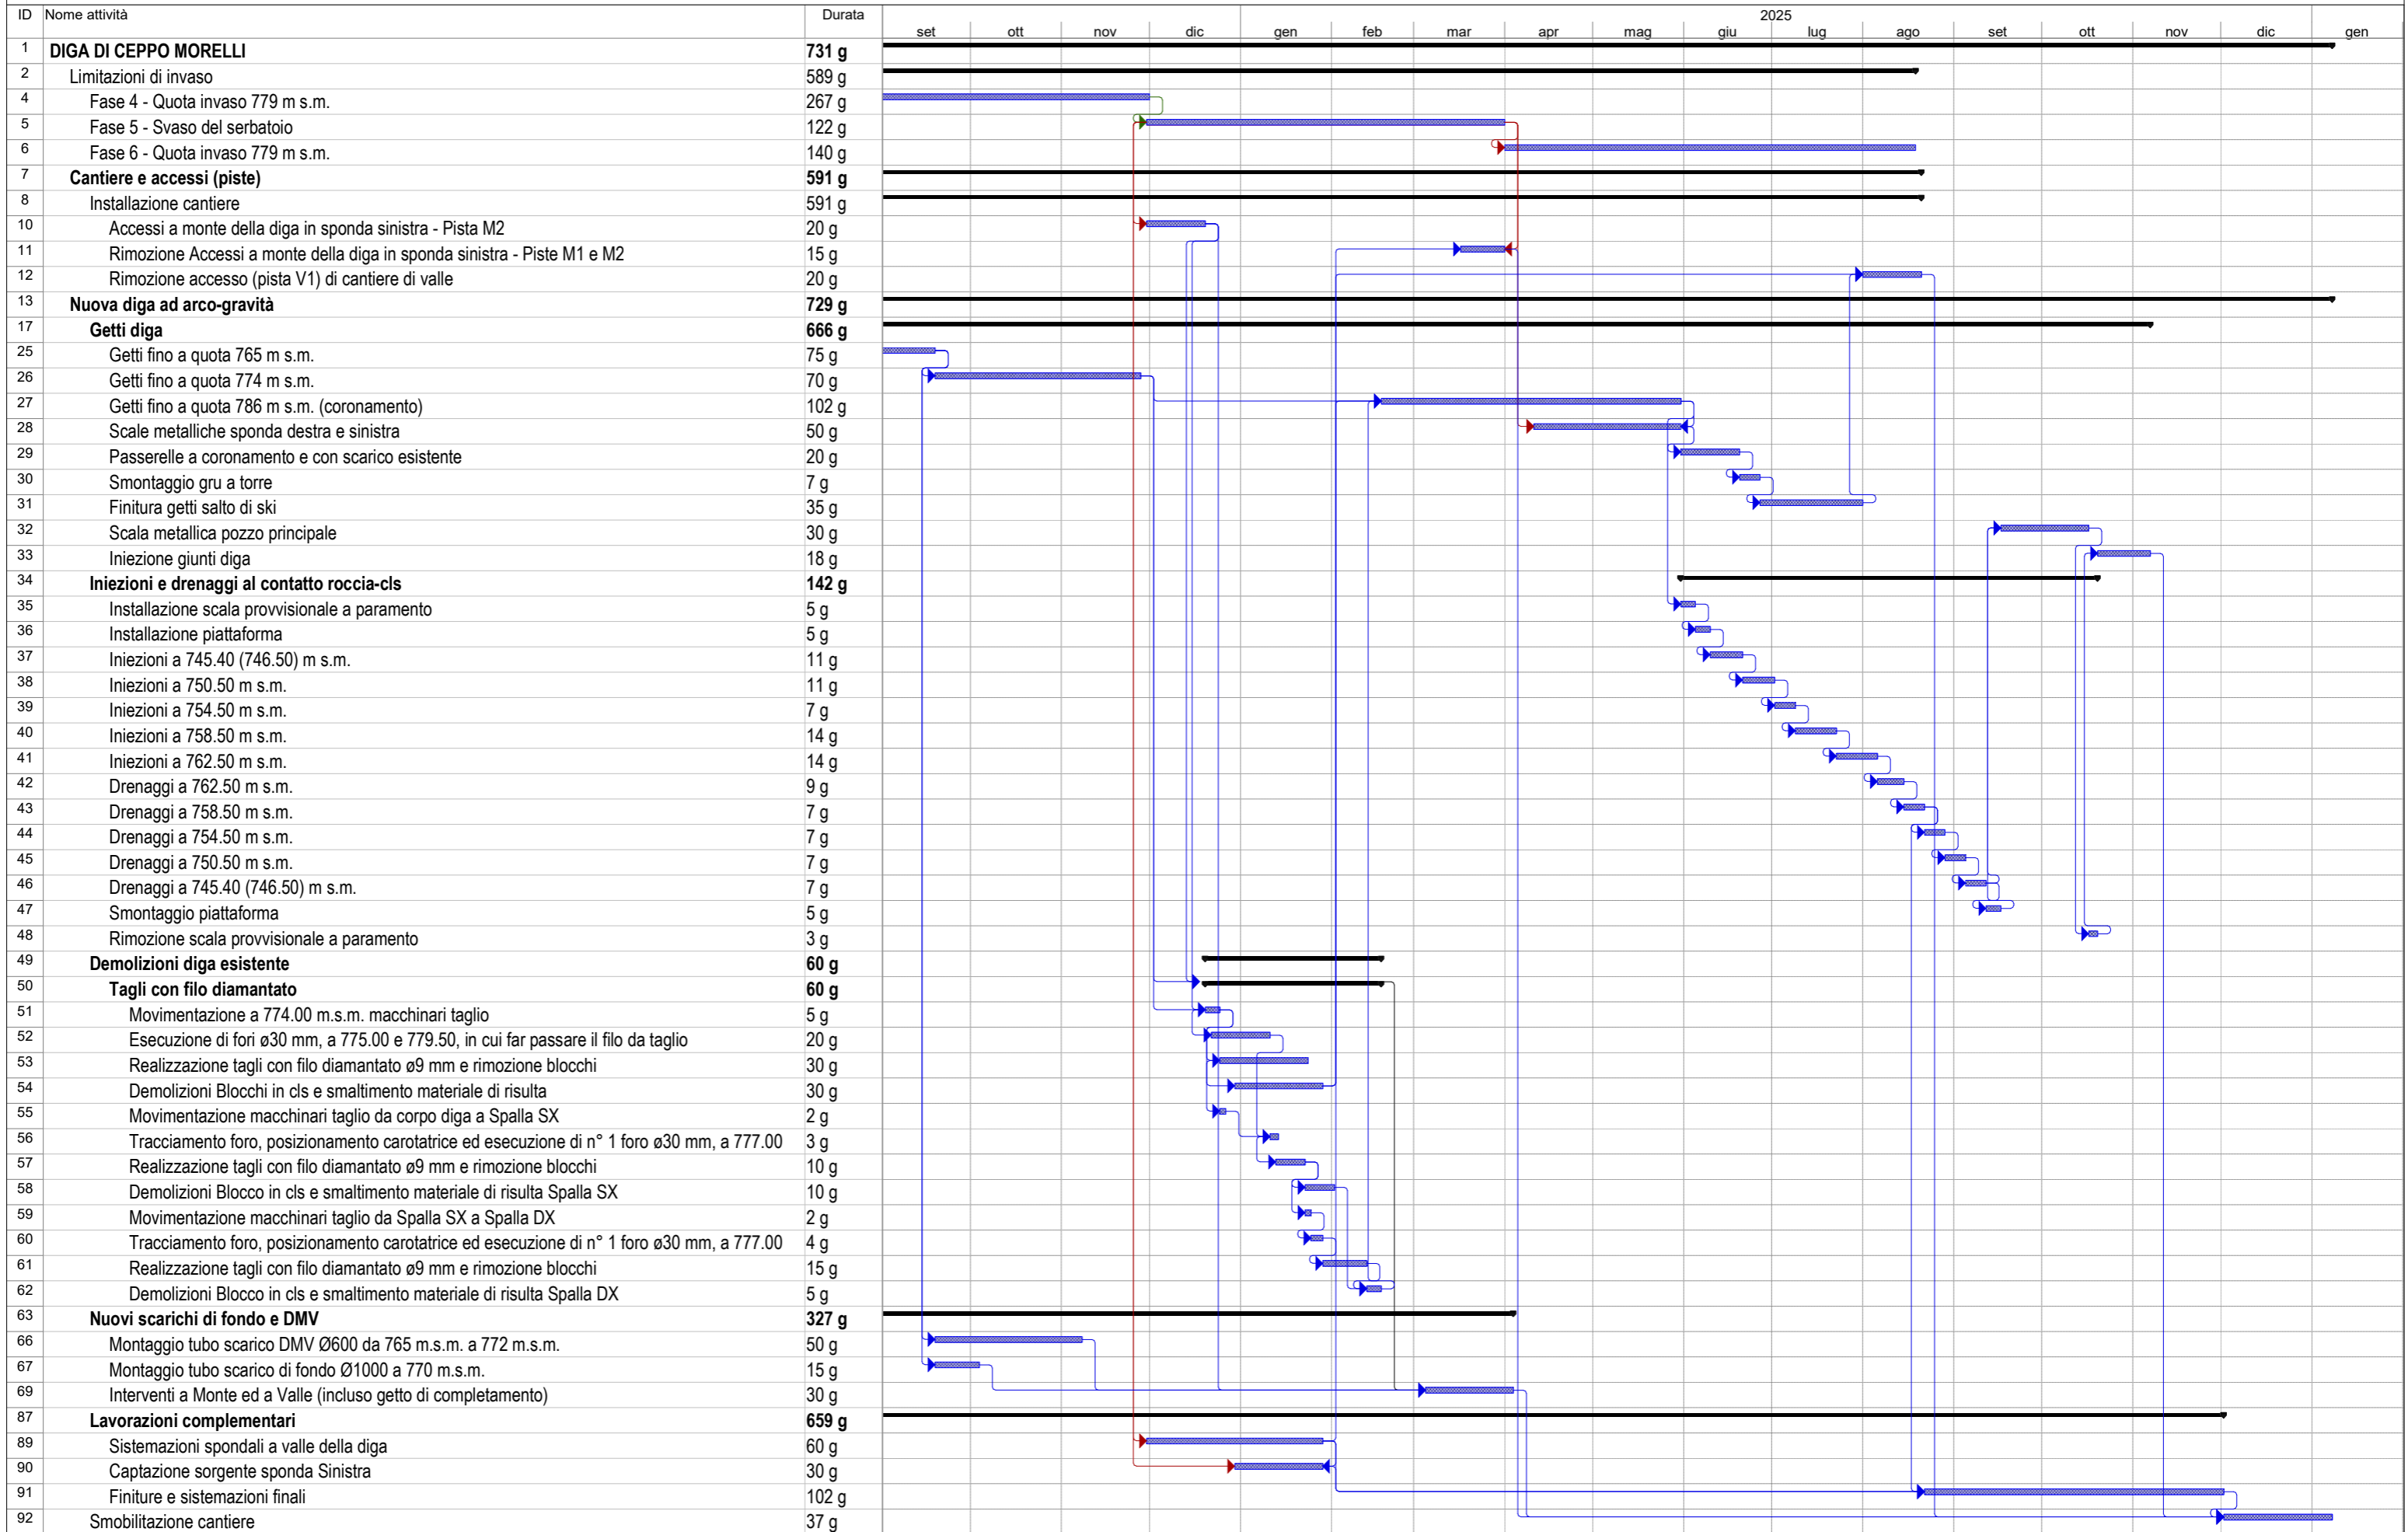 ID Nome attività Durata 2025
set ott nov dic gen feb mar apr mag giu lug ago set ott nov dic gen
1 DIGA DI CEPPO MORELLI 731 g
2 Limitazioni di invaso 589 g
4 Fase 4 - Quota invaso 779 m s.m. 267 g
5 Fase 5 - Svaso del serbatoio 122 g
6 Fase 6 - Quota invaso 779 m s.m. 140 g
7 Cantiere e accessi (piste) 591 g
8 Installazione cantiere 591 g
10 Accessi a monte della diga in sponda sinistra - Pista M2 20 g
11 Rimozione Accessi a monte della diga in sponda sinistra - Piste M1 e M2 15 g
12 Rimozione accesso (pista V1) di cantiere di valle 20 g
13 Nuova diga ad arco-gravità 729 g
17 Getti diga 666 g
25 Getti fino a quota 765 m s.m. 75 g
26 Getti fino a quota 774 m s.m. 70 g
27 Getti fino a quota 786 m s.m. (coronamento) 102 g
28 Scale metalliche sponda destra e sinistra 50 g
29 Passerelle a coronamento e con scarico esistente 20 g
30 Smontaggio gru a torre 7 g
31 Finitura getti salto di ski 35 g
32 Scala metallica pozzo principale 30 g
33 Iniezione giunti diga 18 g
34 Iniezioni e drenaggi al contatto roccia-cls 142 g
35 Installazione scala provvisionale a paramento 5 g
36 Installazione piattaforma 5 g
37 Iniezioni a 745.40 (746.50) m s.m. 11 g
38 Iniezioni a 750.50 m s.m. 11 g
39 Iniezioni a 754.50 m s.m. 7 g
40 Iniezioni a 758.50 m s.m. 14 g
41 Iniezioni a 762.50 m s.m. 14 g
42 Drenaggi a 762.50 m s.m. 9 g
43 Drenaggi a 758.50 m s.m. 7 g
44 Drenaggi a 754.50 m s.m. 7 g
45 Drenaggi a 750.50 m s.m. 7 g
46 Drenaggi a 745.40 (746.50) m s.m. 7 g
47 Smontaggio piattaforma 5 g
48 Rimozione scala provvisionale a paramento 3 g
49 Demolizioni diga esistente 60 g
50 Tagli con filo diamantato 60 g
51 Movimentazione a 774.00 m.s.m. macchinari taglio 5 g
52 Esecuzione di fori ø30 mm, a 775.00 e 779.50, in cui far passare il filo da taglio 20 g
53 Realizzazione tagli con filo diamantato ø9 mm e rimozione blocchi 30 g
54 Demolizioni Blocchi in cls e smaltimento materiale di risulta 30 g
55 Movimentazione macchinari taglio da corpo diga a Spalla SX 2 g
56 Tracciamento foro, posizionamento carotatrice ed esecuzione di n° 1 foro ø30 mm, a 777.00 3 g
57 Realizzazione tagli con filo diamantato ø9 mm e rimozione blocchi 10 g
58 Demolizioni Blocco in cls e smaltimento materiale di risulta Spalla SX 10 g
59 Movimentazione macchinari taglio da Spalla SX a Spalla DX 2 g
60 Tracciamento foro, posizionamento carotatrice ed esecuzione di n° 1 foro ø30 mm, a 777.00 4 g
61 Realizzazione tagli con filo diamantato ø9 mm e rimozione blocchi 15 g
62 Demolizioni Blocco in cls e smaltimento materiale di risulta Spalla DX 5 g
63 Nuovi scarichi di fondo e DMV 327 g
66 Montaggio tubo scarico DMV Ø600 da 765 m.s.m. a 772 m.s.m. 50 g
67 Montaggio tubo scarico di fondo Ø1000 a 770 m.s.m. 15 g
69 Interventi a Monte ed a Valle (incluso getto di completamento) 30 g
87 Lavorazioni complementari 659 g
89 Sistemazioni spondali a valle della diga 60 g
90 Captazione sorgente sponda Sinistra 30 g
91 Finiture e sistemazioni finali 102 g
92 Smobilitazione cantiere 37 g